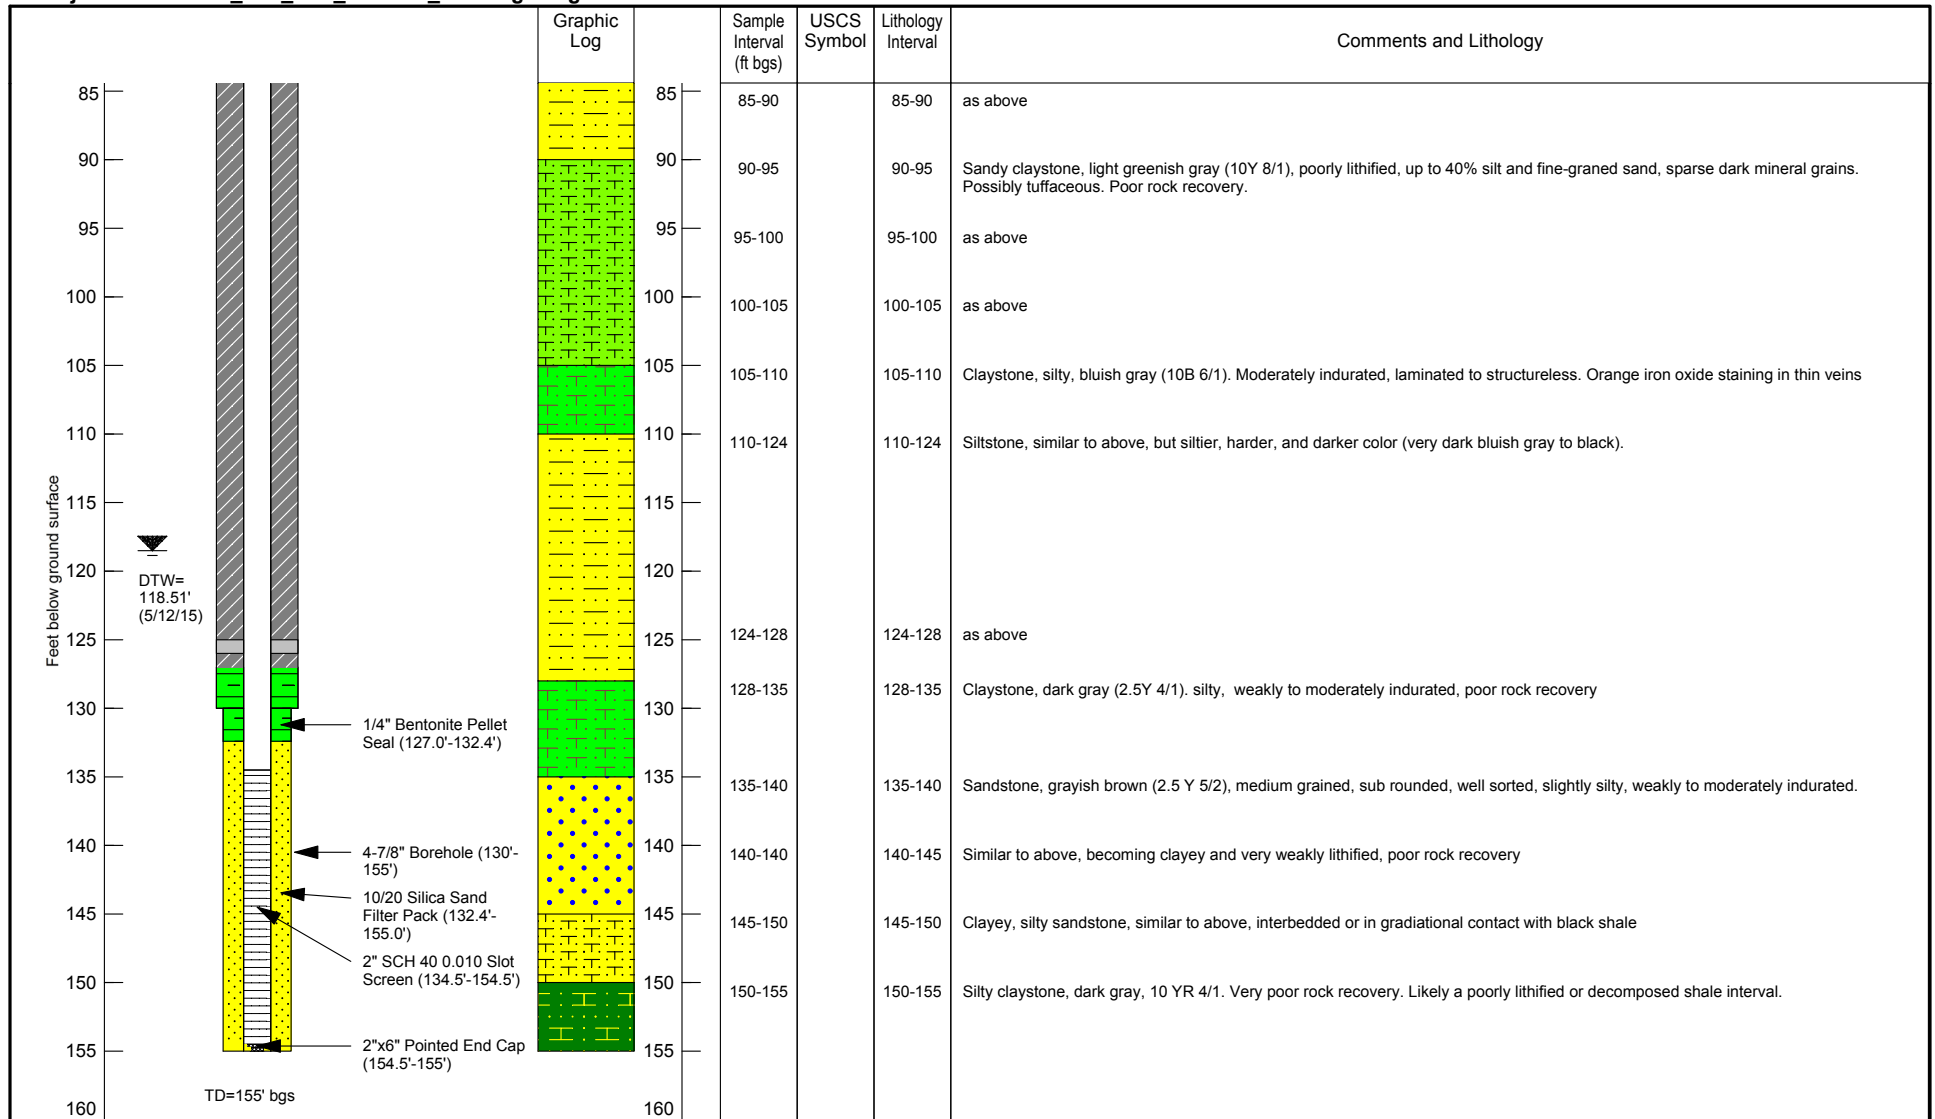 Graphic
Log
Sample
Interval
(ft bgs)
USCS
Symbol
Lithology
Interval
Comments and Lithology
85
85
85-90
85-90
as above
90
90
90-95
90-95
Sandy claystone, light greenish gray (10Y 8/1), poorly lithified, up to 40% silt and fine-graned sand, sparse dark mineral grains.
Possibly tuffaceous. Poor rock recovery.
95
95
95-100
95-100
as above
100
100
100-105
100-105
as above
105
105
105-110
105-110
Claystone, silty, bluish gray (10B 6/1). Moderately indurated, laminated to structureless. Orange iron oxide staining in thin veins
110
110
110-124
110-124
Siltstone, similar to above, but siltier, harder, and darker color (very dark bluish gray to black).
Feet below ground surface
115
115
120
120
DTW=
118.51'
(5/12/15)
125
125
124-128
124-128
as above
128-135
128-135
Claystone, dark gray (2.5Y 4/1). silty, weakly to moderately indurated, poor rock recovery
130
130
1/4" Bentonite Pellet
Seal (127.0'-132.4')
135
135
135-140
135-140
Sandstone, grayish brown (2.5 Y 5/2), medium grained, sub rounded, well sorted, slightly silty, weakly to moderately indurated.
140
140
4-7/8" Borehole (130'-
155')
140-140
140-145
Similar to above, becoming clayey and very weakly lithified, poor rock recovery
10/20 Silica Sand
Filter Pack (132.4'-
155.0')
145
145
145-150
145-150
Clayey, silty sandstone, similar to above, interbedded or in gradiational contact with black shale
2" SCH 40 0.010 Slot
Screen (134.5'-154.5')
150
150
150-155
150-155
Silty claystone, dark gray, 10 YR 4/1. Very poor rock recovery. Likely a poorly lithified or decomposed shale interval.
2"x6" Pointed End Cap
(154.5'-155')
155
155
TD=155' bgs
160
160